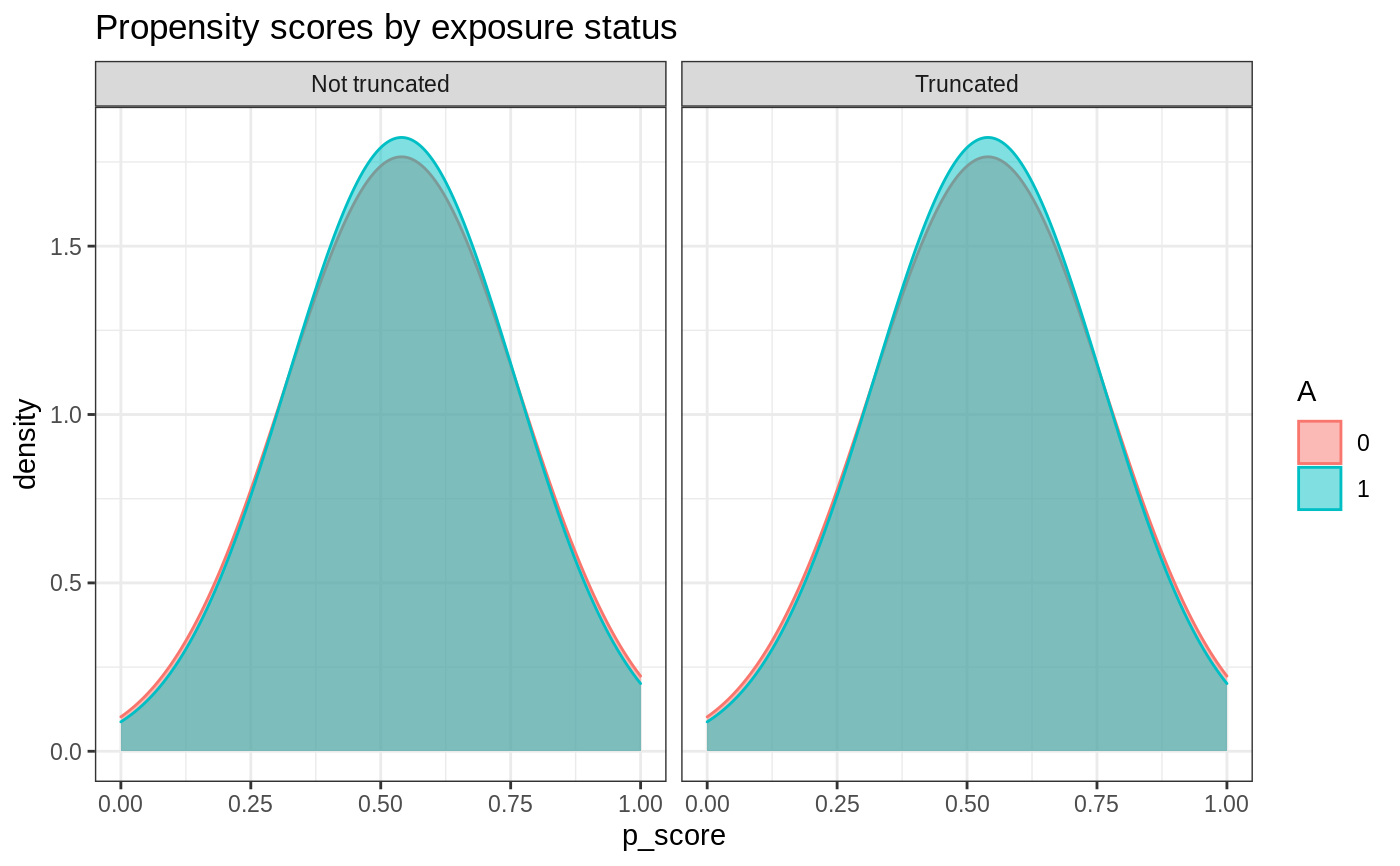 Propensity scores by exposure status
Not truncated
Truncated
density
1.5
1.0
0.5
0.0
0.00 0.25 0.50 0.75 1.00
0.00 0.25 0.50 0.75 1.00
p_score
A
0
1